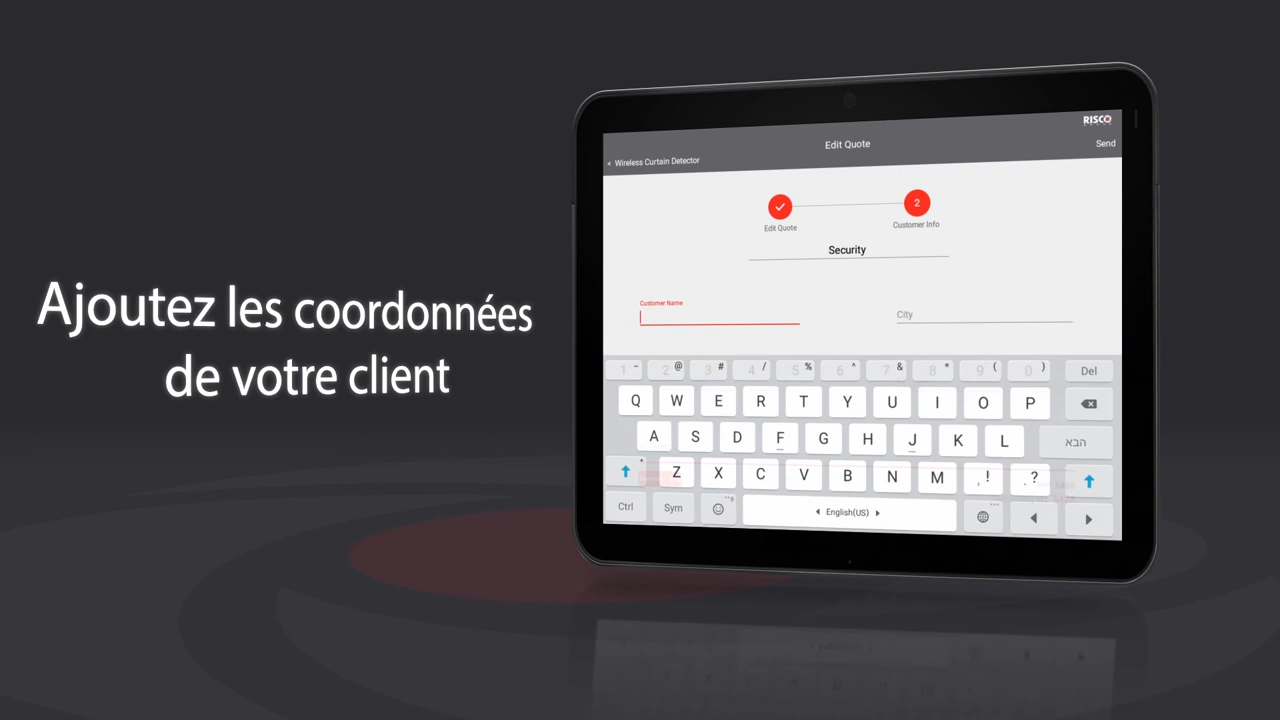 Ajoutez les coordonnées
de votre client
RISCO
Edit Quote
Send
< Wireless Curtain Detector
2
Edit Quote
Customer Info
Security
Customer Name
City
1 - 2 @ 3 # 4 / 5 % 6 ^ 7 & 8 * 9 ( 0 ) Del
Q W E R T Y U I O P
A S D F G H J K L הבא
Z X C V B N M , ! . ?
Ctrl Sym English(US)